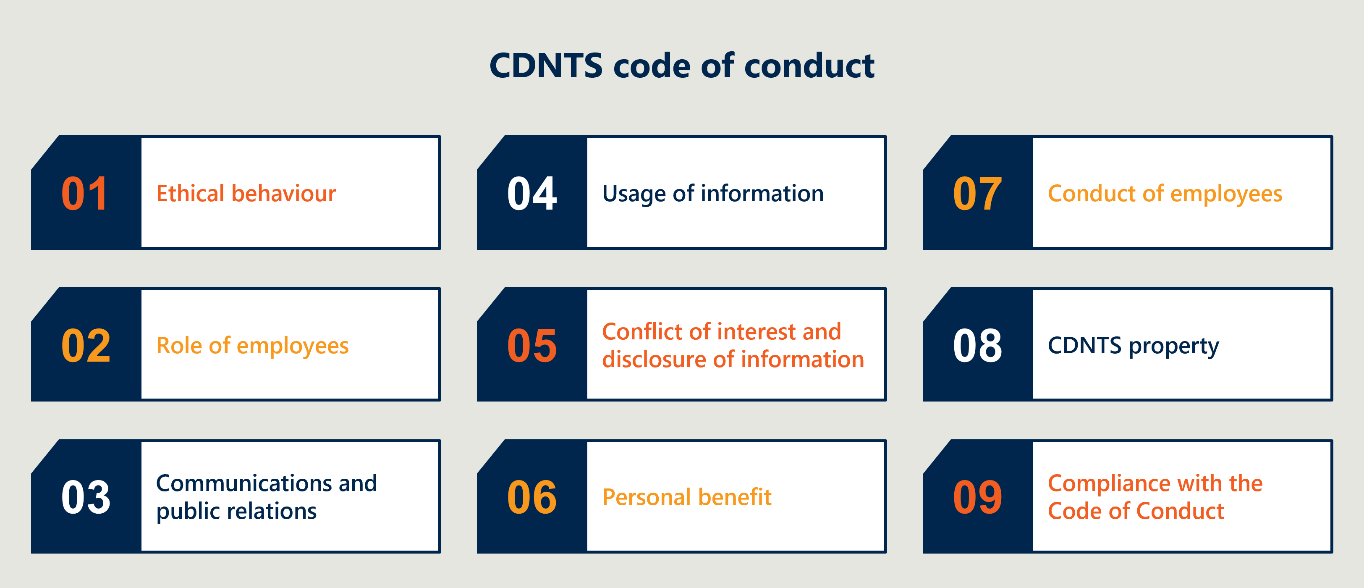 CDNTS code of conduct
01
Ethical behaviour
02
Role of employees
03
Communications and
public relations
04
Usage of information
05
Conflict of interest and
disclosure of information
06
Personal benefit
07
Conduct of employees
08
CDNTS property
09
Compliance with the
Code of Conduct